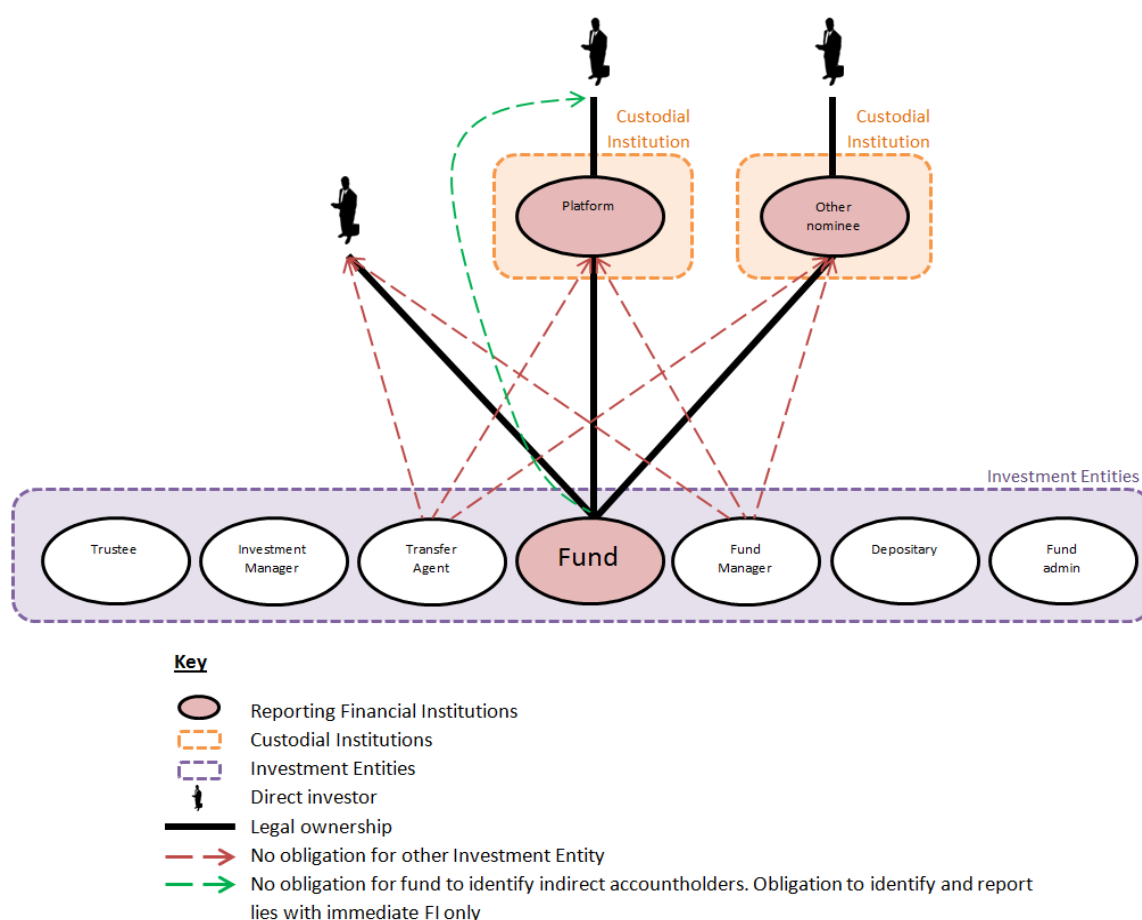 Custodial
Institution
Custodial
Institution
Platform
Other
nominee
Investment Entities
Trustee
Investment
Manager
Transfer
Agent
Fund
Fund
Manager
Depositary
Fund
admin
Key
Reporting Financial Institutions
Custodial Institutions
Investment Entities
Direct investor
Legal ownership
No obligation for other Investment Entity
No obligation for fund to identify indirect accountholders. Obligation to identify and report
lies with immediate FI only